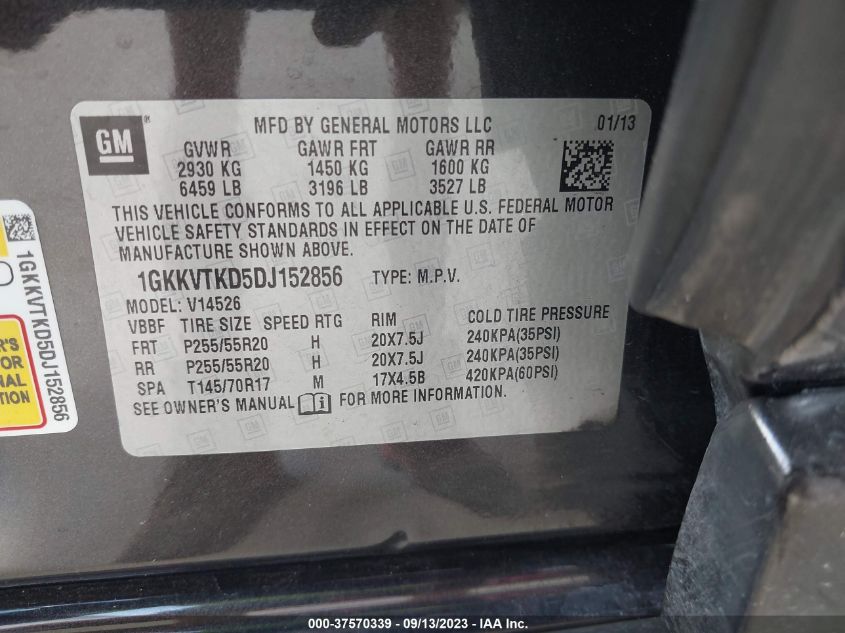 GM ®
MFD BY GENERAL MOTORS LLC 01/13
GVWR GAWR FRT GAWR RR
2930 KG 1450 KG 1600 KG
6459 LB 3196 LB 3527 LB
THIS VEHICLE CONFORMS TO ALL APPLICABLE U.S. FEDERAL MOTOR
VEHICLE SAFETY STANDARDS IN EFFECT ON THE DATE OF
MANUFACTURE SHOWN ABOVE.
1GKKVTKD5DJ152856 TYPE: M.P.V.
MODEL: V14526
VBBF TIRE SIZE SPEED RTG RIM COLD TIRE PRESSURE
FRT P255/55R20 H 20X7.5J 240KPA(35PSI)
RR P255/55R20 H 20X7.5J 240KPA(35PSI)
SPA T145/70R17 M 17X4.5B 420KPA(60PSI)
SEE OWNER'S MANUAL i FOR MORE INFORMATION.
1GKKVTKD5DJ152856
R'S
FOR
NAL
TION
000-37570339 - 09/13/2023 - IAA Inc.